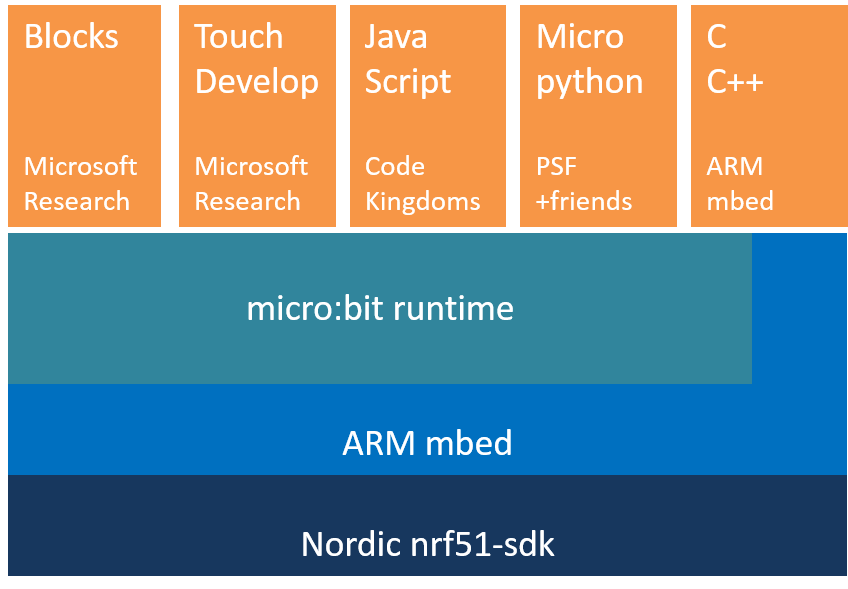 Blocks
Microsoft
Research
Touch
Develop
Microsoft
Research
Java
Script
Code
Kingdoms
Micro
python
PSF
+friends
C
C++
ARM
mbed
micro:bit runtime
ARM mbed
Nordic nrf51-sdk